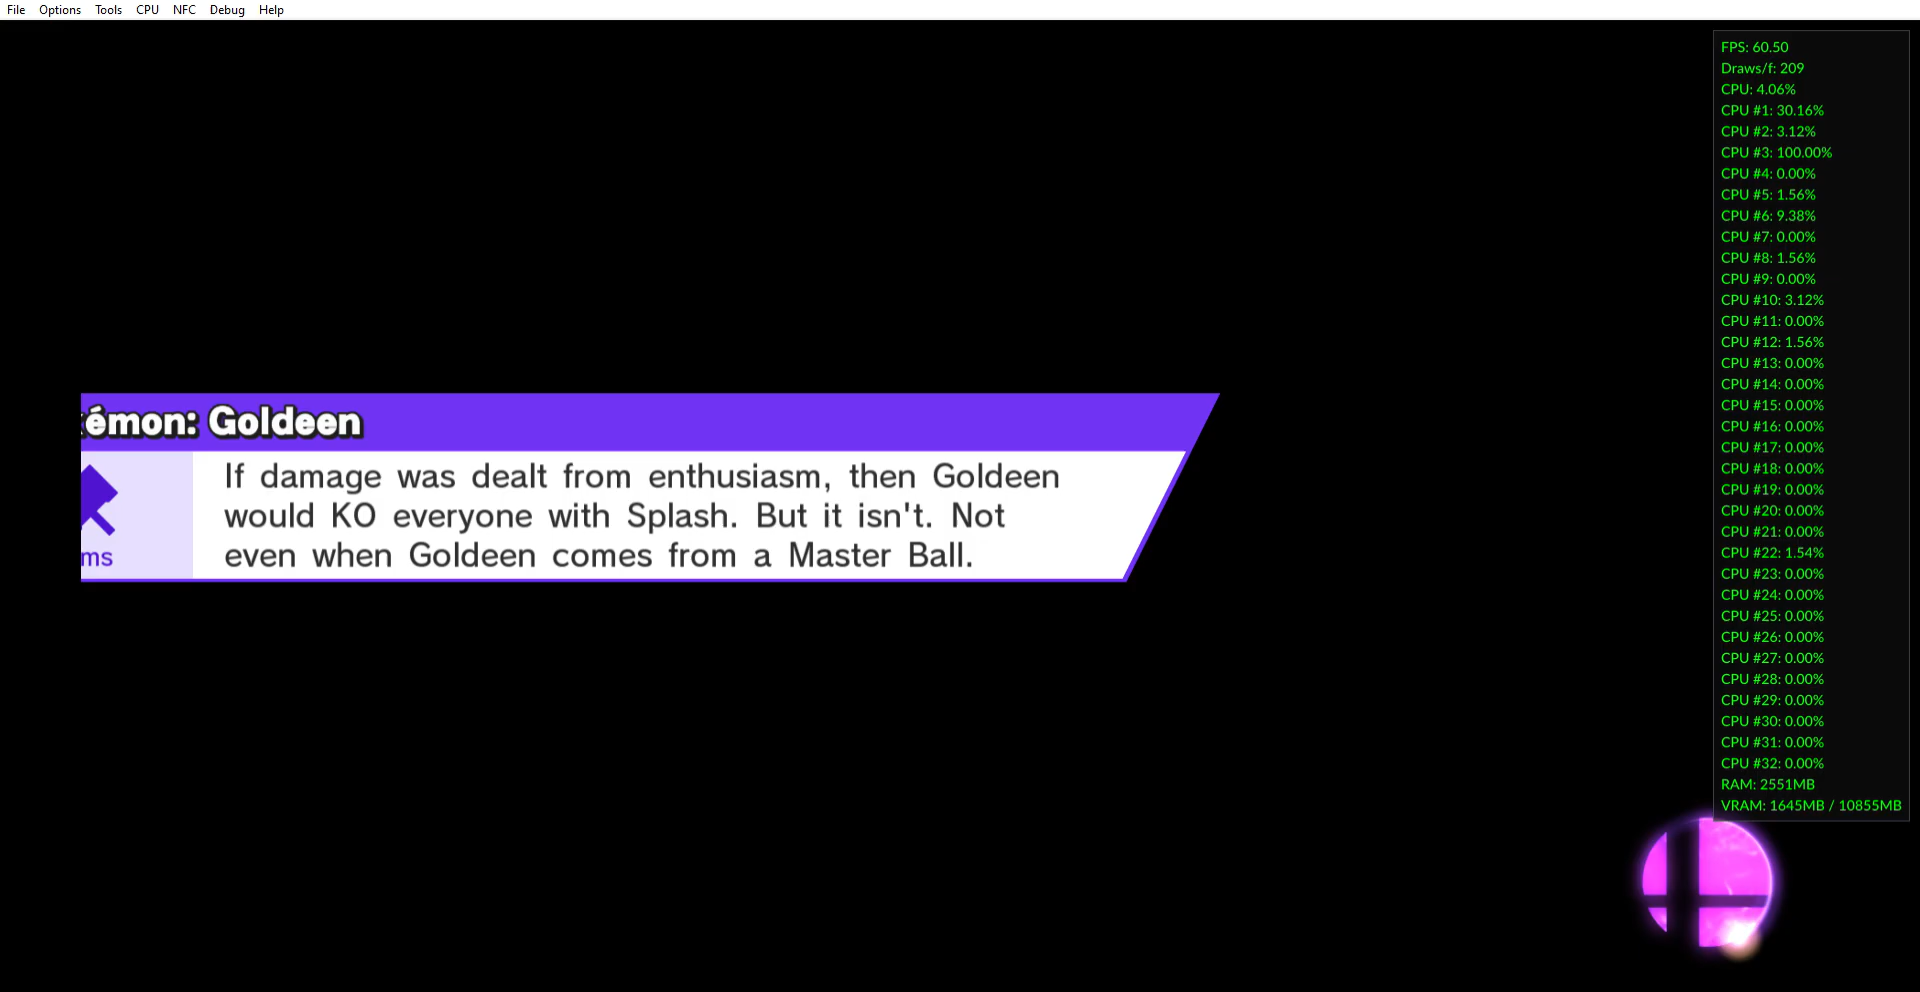 File Options Tools CPU NFC Debug Help
FPS: 60.50
Draws/f: 209
CPU: 4.06%
CPU #1: 30.16%
CPU #2: 3.12%
CPU #3: 100.00%
CPU #4: 0.00%
CPU #5: 1.56%
CPU #6: 9.38%
CPU #7: 0.00%
CPU #8: 1.56%
CPU #9: 0.00%
CPU #10: 3.12%
CPU #11: 0.00%
CPU #12: 1.56%
CPU #13: 0.00%
CPU #14: 0.00%
CPU #15: 0.00%
CPU #16: 0.00%
CPU #17: 0.00%
CPU #18: 0.00%
CPU #19: 0.00%
CPU #20: 0.00%
CPU #21: 0.00%
CPU #22: 1.54%
CPU #23: 0.00%
CPU #24: 0.00%
CPU #25: 0.00%
CPU #26: 0.00%
CPU #27: 0.00%
CPU #28: 0.00%
CPU #29: 0.00%
CPU #30: 0.00%
CPU #31: 0.00%
CPU #32: 0.00%
RAM: 2551MB
VRAM: 1645MB / 10855MB
émon: Goldeen
ms
If damage was dealt from enthusiasm, then Goldeen
would KO everyone with Splash. But it isn't. Not
even when Goldeen comes from a Master Ball.